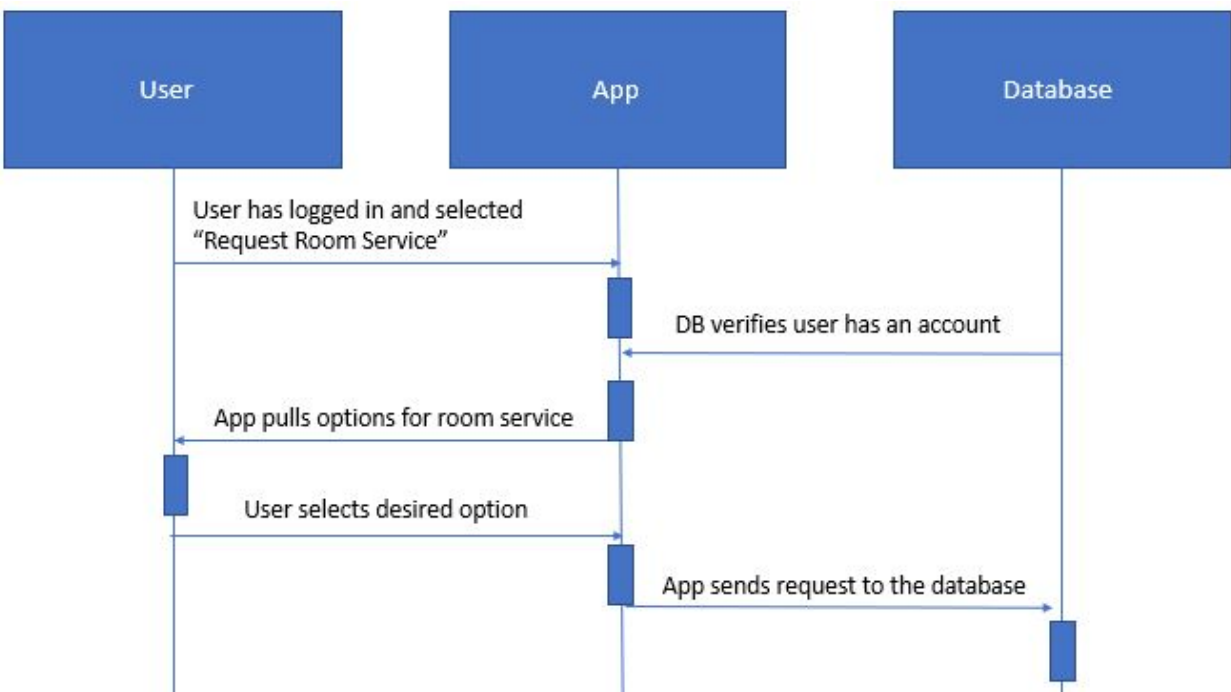 User
App
Database
User has logged in and selected
“Request Room Service”
DB verifies user has an account
App pulls options for room service
User selects desired option
App sends request to the database